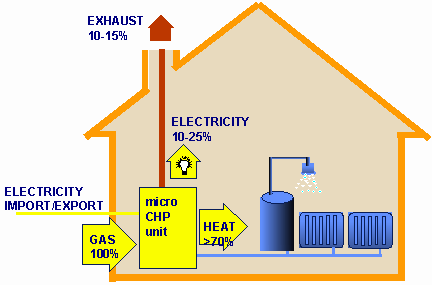 EXHAUST
10-15%
ELECTRICITY
10-25%
ELECTRICITY
IMPORT/EXPORT
micro
CHP
unit
HEAT
>70%
GAS
100%